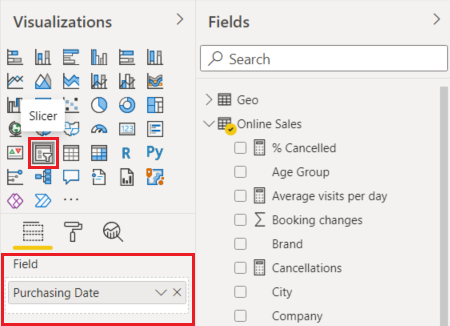 Visualizations
Fields
Search
Slicer
123
R
Py
Geo
Online Sales
% Cancelled
Age Group
Average visits per day
Booking changes
Brand
Cancellations
City
Company
Field
Purchasing Date